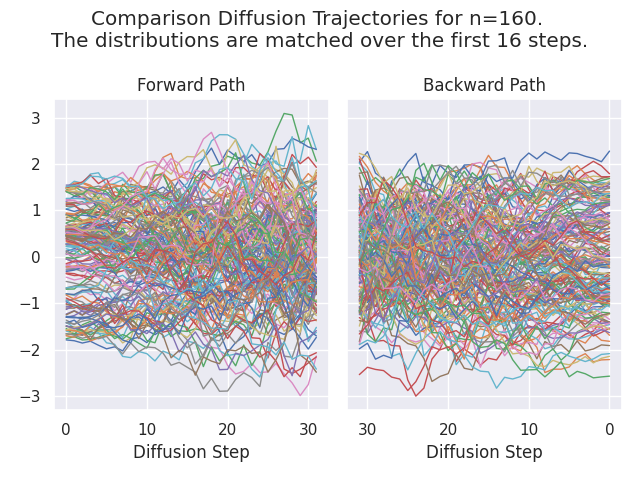 Comparison Diffusion Trajectories for n=160.
The distributions are matched over the first 16 steps.
Forward Path
Backward Path
3
2
1
0
−1
−2
−3
0 10 20 30
30 20 10 0
Diffusion Step
Diffusion Step